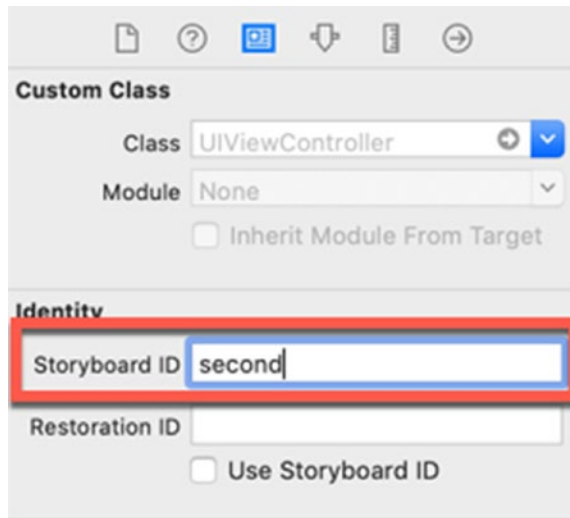 Custom Class
Class UIViewController
Module None
Inherit Module From Target
Identity
Storyboard ID second
Restoration ID
Use Storyboard ID